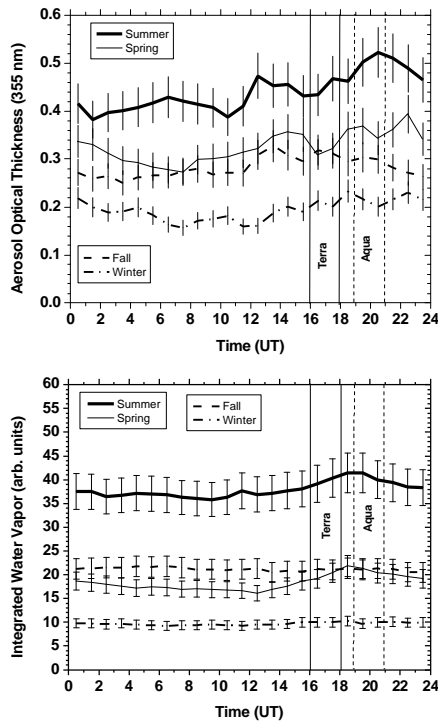 Aerosol Optical Thickness (355 nm)
0.6
0.5
0.4
0.3
0.2
0.1
0.0
Summer
Spring
Fall
Winter
Terra
Aqua
0 2 4 6 8 10 12 14 16 18 20 22 24
Time (UT)
Integrated Water Vapor (arb. units)
60
55
50
45
40
35
30
25
20
15
10
5
0
Summer
Spring
Fall
Winter
Terra
Aqua
0 2 4 6 8 10 12 14 16 18 20 22 24
Time (UT)